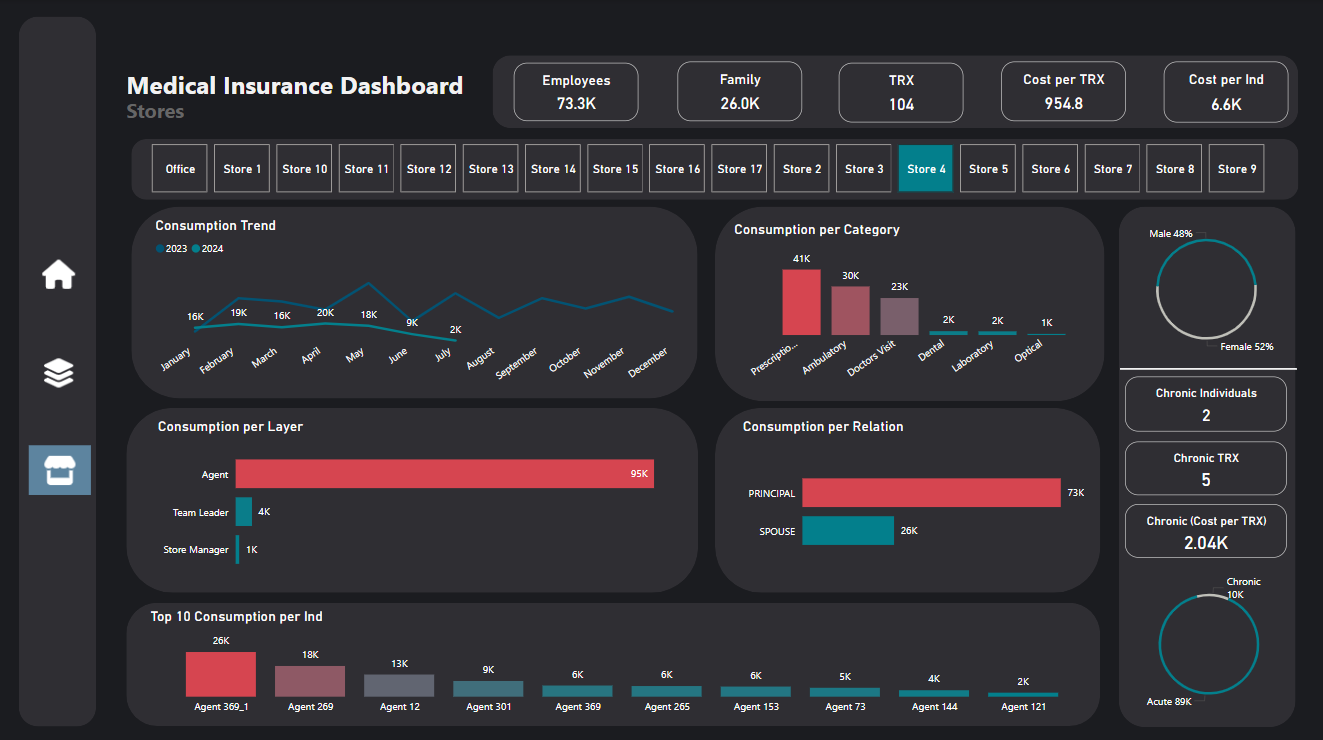 Medical Insurance Dashboard
Stores
Employees
73.3K
Family
26.0K
TRX
104
Cost per TRX
954.8
Cost per Ind
6.6K
Office
Store 1
Store 10
Store 11
Store 12
Store 13
Store 14
Store 15
Store 16
Store 17
Store 2
Store 3
Store 4
Store 5
Store 6
Store 7
Store 8
Store 9
Consumption Trend
2023
2024
16K
19K
16K
20K
18K
9K
2K
January
February
March
April
May
June
July
August
September
October
November
December
Consumption per Category
41K
30K
23K
2K
2K
1K
Prescriptio...
Ambulatory
Doctors Visit
Dental
Laboratory
Optical
Male 48%
Female 52%
Chronic Individuals
2
Chronic TRX
5
Chronic (Cost per TRX)
2.04K
Chronic
10K
Acute 89K
Consumption per Layer
Agent
95K
Team Leader
4K
Store Manager
1K
Consumption per Relation
PRINCIPAL
73K
SPOUSE
26K
Top 10 Consumption per Ind
26K
18K
13K
9K
6K
6K
6K
5K
4K
2K
Agent 369_1
Agent 269
Agent 12
Agent 301
Agent 369
Agent 265
Agent 153
Agent 73
Agent 144
Agent 121